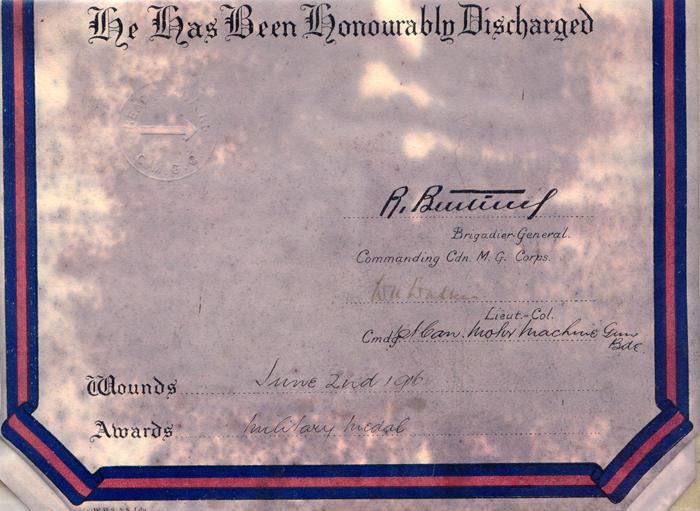 He Has Been Honourably Discharged
C.M.G.C.
R. Brutinel
Brigadier-General.
Commanding Cdn. M. G. Corps.
Lieut.-Col.
Cmdg. 1st Can. Motor Machine Gun
Bde.
Wounds June 2nd 1916
Awards Military Medal